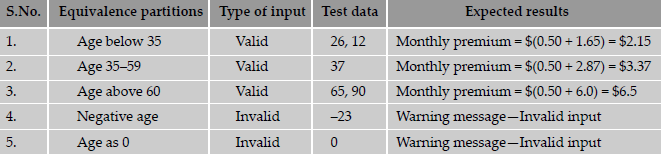 S.No. Equivalence partitions Type of input Test data Expected results
1. Age below 35 Valid 26, 12 Monthly premium = $(0.50 + 1.65) = $2.15
2. Age 35–59 Valid 37 Monthly premium = $(0.50 + 2.87) = $3.37
3. Age above 60 Valid 65, 90 Monthly premium = $(0.50 + 6.0) = $6.5
4. Negative age Invalid –23 Warning message—Invalid input
5. Age as 0 Invalid 0 Warning message—Invalid input